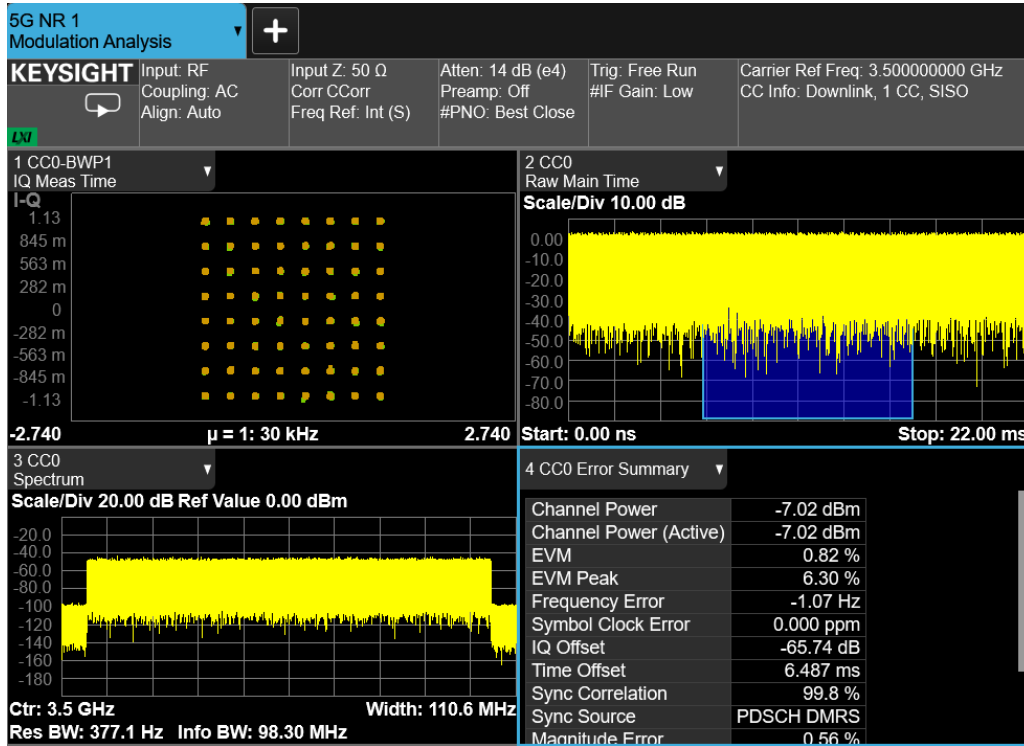 5G NR 1
Modulation Analysis
+
KEYSIGHT
LXI
Input: RF
Coupling: AC
Align: Auto
Input Z: 50 Ω
Corr CCorr
Freq Ref: Int (S)
Atten: 14 dB (e4)
Preamp: Off
#PNO: Best Close
Trig: Free Run
#IF Gain: Low
Carrier Ref Freq: 3.500000000 GHz
CC Info: Downlink, 1 CC, SISO
1 CC0-BWP1
IQ Meas Time
I-Q
1.13
845 m
563 m
282 m
0
-282 m
-563 m
-845 m
-1.13
-2.740
µ = 1: 30 kHz
2.740
2 CC0
Raw Main Time
Scale/Div 10.00 dB
0.00
-10.0
-20.0
-30.0
-40.0
-50.0
-60.0
-70.0
-80.0
Start: 0.00 ns
Stop: 22.00 ms
3 CC0
Spectrum
Scale/Div 20.00 dB Ref Value 0.00 dBm
-20.0
-40.0
-60.0
-80.0
-100
-120
-140
-160
-180
Ctr: 3.5 GHz
Width: 110.6 MHz
Res BW: 377.1 Hz Info BW: 98.30 MHz
4 CC0 Error Summary
Channel Power -7.02 dBm
Channel Power (Active) -7.02 dBm
EVM 0.82 %
EVM Peak 6.30 %
Frequency Error -1.07 Hz
Symbol Clock Error 0.000 ppm
IQ Offset -65.74 dB
Time Offset 6.487 ms
Sync Correlation 99.8 %
Sync Source PDSCH DMRS
Magnitude Error 0.56 %